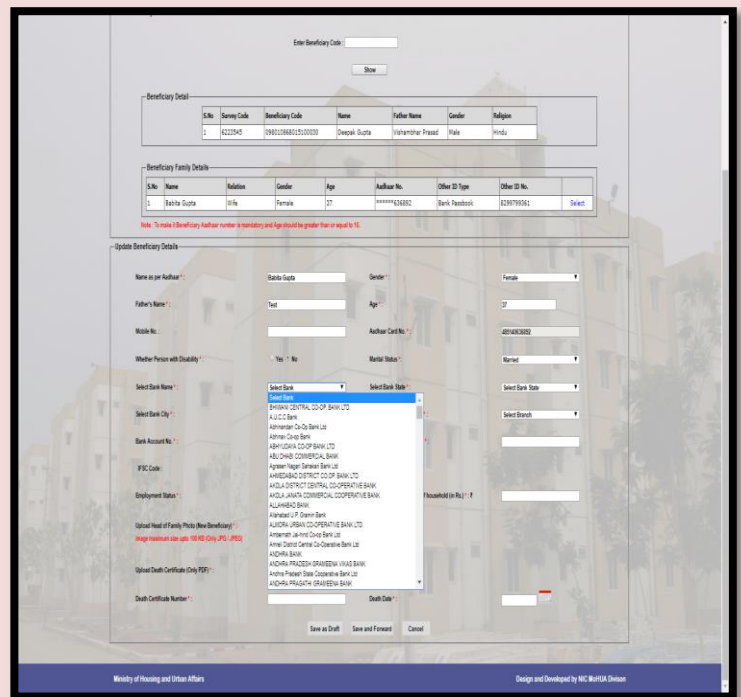 Enter Beneficiary Code :
Show
Beneficiary Detail
S.No Survey Code Beneficiary Code Name Father Name Gender Religion
1 6223545 098010868015100030 Deepak Gupta Vishambhar Prasad Male Hindu
Beneficiary Family Details
S.No Name Relation Gender Age Aadhaar No. Other ID Type Other ID No.
1 Babita Gupta Wife Female 37 ******636892 Bank Passbook 6299799361 Select
Note : To make it Beneficiary Aadhaar number is mandatory and Age should be greater than or equal to 18.
Update Beneficiary Details
Name as per Aadhaar * : Babita Gupta Gender * : Female
Father's Name * : Test Age * : 37
Mobile No. : Aadhaar Card No. * :
Whether Person with Disability * : Yes No Marital Status * : Married
Select Bank Name * : Select Bank Select Bank State * : Select Bank State
Select Bank
BHIWANI CENTRAL CO-OP. BANK LTD.
Select Bank City * : A.U.C.C.Bank * : Select Branch
Abhinandan Co-Op Bank Ltd
Abhinav Co-op Bank
Bank Account No. * : ABHYUDAYA CO-OP BANK LTD * :
ABU DHABI COMMERCIAL BANK
Agrasen Nagari Sahakari Bank Ltd
IFSC Code : AHMEDABAD DISTRICT CO.OP. BANK LTD.
AKOLA DISTRICT CENTRAL CO-OPERATIVE BANK
Employment Status * : AKOLA JANATA COMMERCIAL COOPERATIVE BANK f household (in Rs.) * : ₹
ALLAHABAD BANK
Allahabad U.P. Gramin Bank
Upload Head of Family Photo (New Beneficiary) * : ALMORA URBAN CO-OPERATIVE BANK LTD.
Image maximum size upto 100 KB (Only JPG / JPEG) Ambernath Jai-hind Co-op Bank Ltd
Amreli District Central Co-Operative Bank Ltd
ANDHRA BANK
Upload Death Certificate (Only PDF) * : ANDHRA PRADESH GRAMEENA VIKAS BANK
Andhra Pradesh State Cooperative Bank Ltd
ANDHRA PRAGATHI GRAMEENA BANK
Death Certificate Number * : Death Date * :
Save as Draft Save and Forward Cancel
Ministry of Housing and Urban Affairs Design and Developed by NIC MoHUA Divison